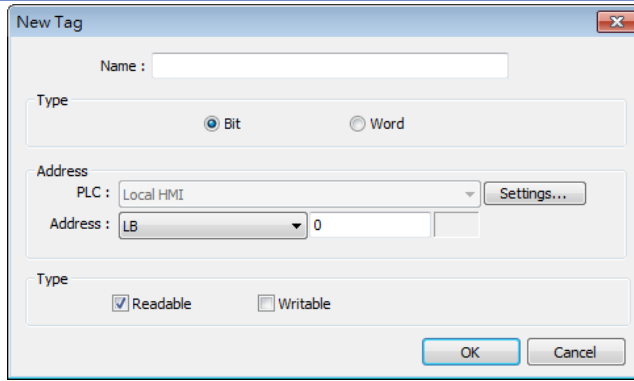 New Tag
Name :
Type
Bit Word
Address
PLC : Local HMI Settings...
Address : LB 0
Type
Readable Writable
OK Cancel